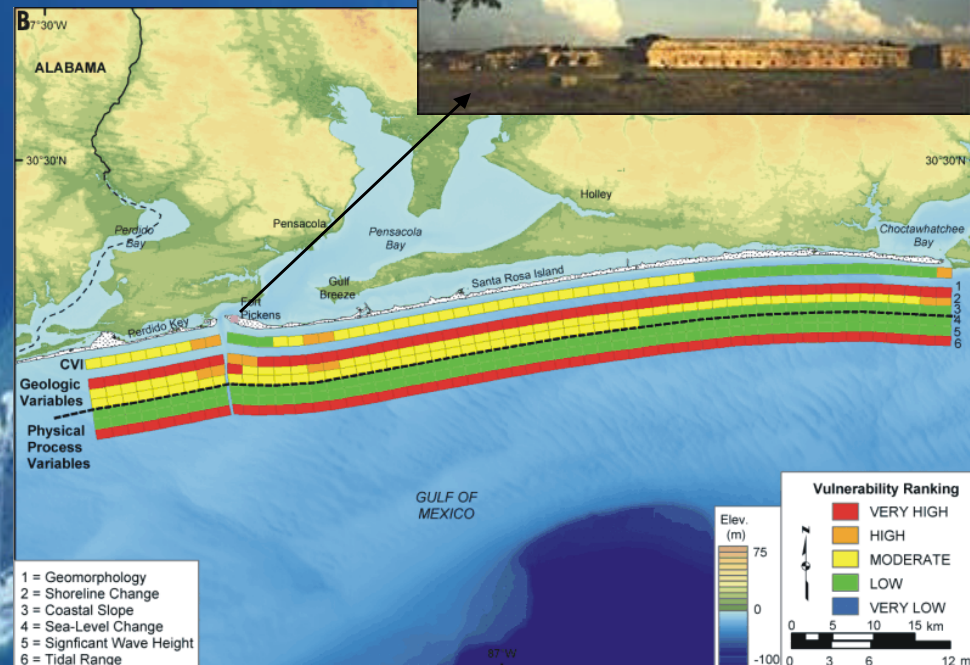 B
87°30'W
ALABAMA
30°30'N
30°30'N
Perdido
Bay
Pensacola
Pensacola
Bay
Holley
Choctawhatchee
Bay
Gulf
Breeze
Santa Rosa Island
Fort
Pickens
Perdido Key
CVI
Geologic
Variables
Physical
Process
Variables
1
2
3
4
5
6
GULF OF
MEXICO
87 W
1 = Geomorphology
2 = Shoreline Change
3 = Coastal Slope
4 = Sea-Level Change
5 = Signficant Wave Height
6 = Tidal Range
Elev.
(m)
75
0
-100
Vulnerability Ranking
VERY HIGH
HIGH
MODERATE
LOW
VERY LOW
N
0 5 10 15 km
0 3 6 12 m